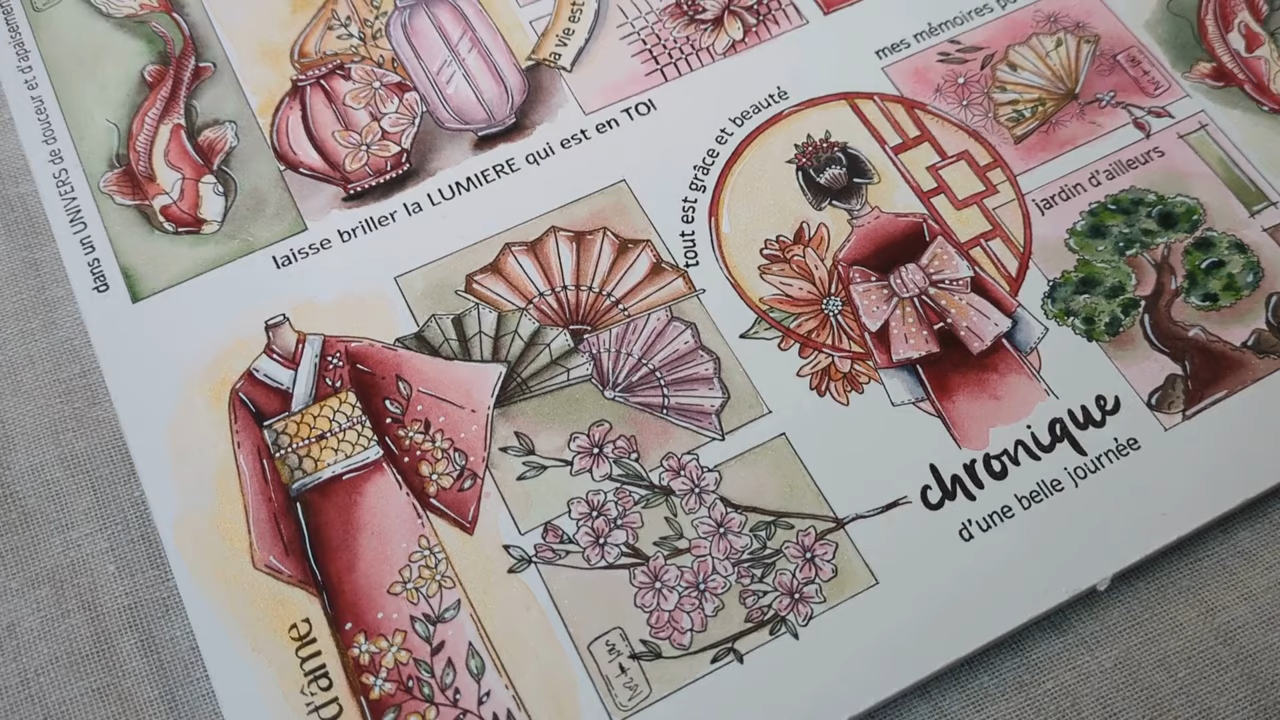 dans un UNIVERS de douceur et d'apaisemen
la vie est
laisse briller la LUMIERE qui est en TOI
tout est grâce et beauté
mes mémoires po
jardin d'ailleurs
chronique
d'une belle journée
d'âme